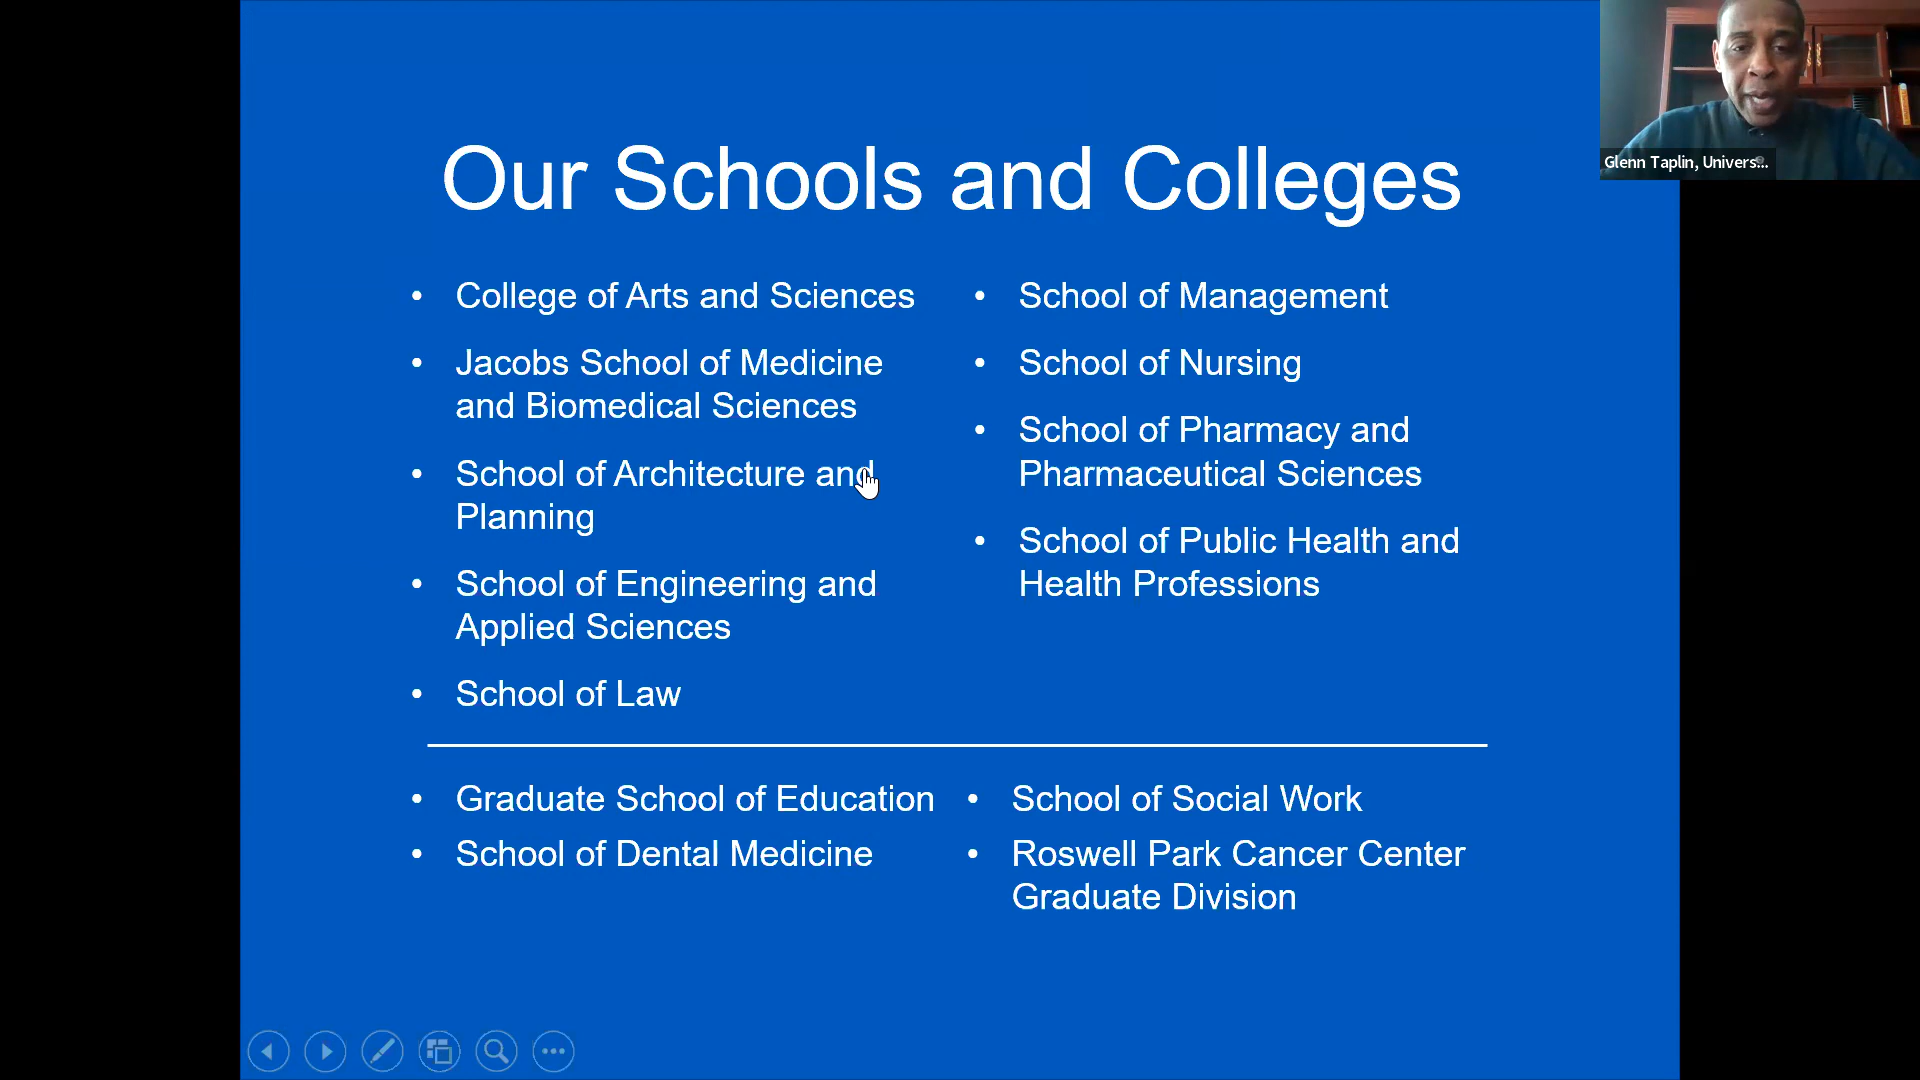 Our Schools and Colleges
• College of Arts and Sciences
• Jacobs School of Medicine
and Biomedical Sciences
• School of Architecture and
Planning
• School of Engineering and
Applied Sciences
• School of Law
• School of Management
• School of Nursing
• School of Pharmacy and
Pharmaceutical Sciences
• School of Public Health and
Health Professions
• Graduate School of Education
• School of Dental Medicine
• School of Social Work
• Roswell Park Cancer Center
Graduate Division
Glenn Taplin, Univers...